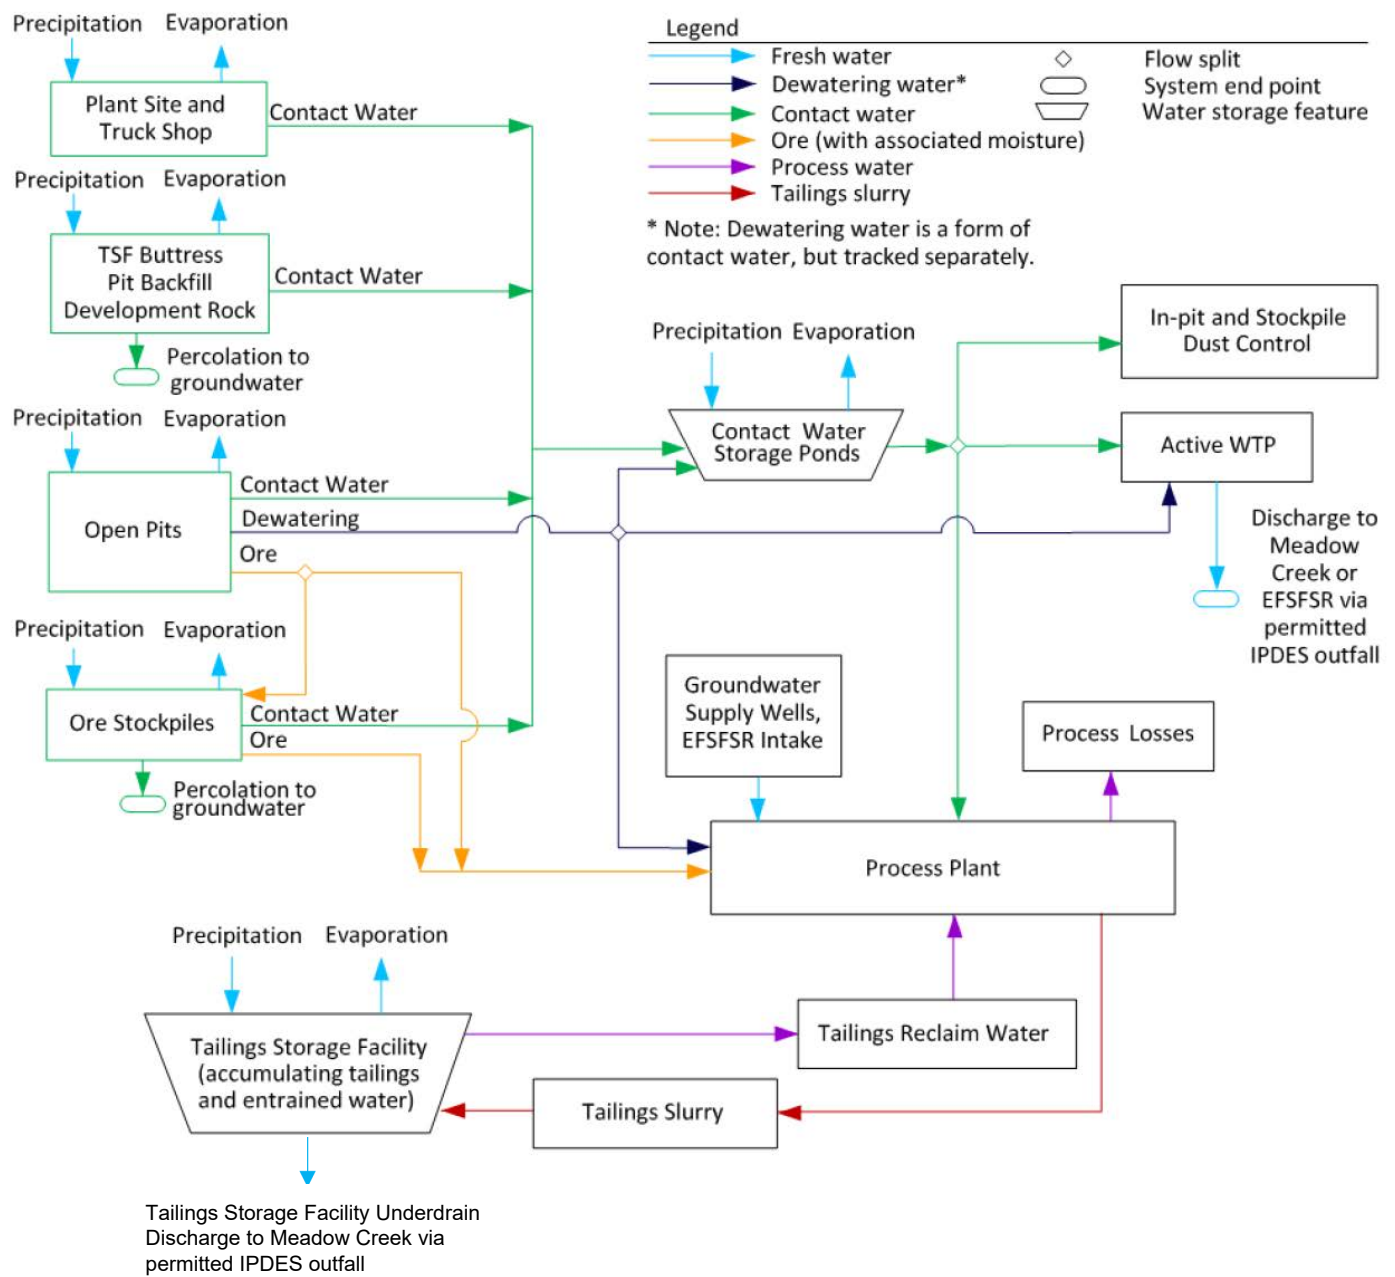 Precipitation
Evaporation
Plant Site and
Truck Shop
Contact Water
Legend
Fresh water
Dewatering water*
Contact water
Ore (with associated moisture)
Process water
Tailings slurry
Flow split
System end point
Water storage feature
* Note: Dewatering water is a form of
contact water, but tracked separately.
Precipitation
Evaporation
TSF Buttress
Pit Backfill
Development Rock
Contact Water
Percolation to
groundwater
Precipitation
Evaporation
Contact Water
Storage Ponds
In-pit and Stockpile
Dust Control
Active WTP
Discharge to
Meadow
Creek or
EFSFSR via
permitted
IPDES outfall
Precipitation
Evaporation
Open Pits
Contact Water
Dewatering
Ore
Precipitation
Evaporation
Ore Stockpiles
Contact Water
Ore
Percolation to
groundwater
Groundwater
Supply Wells,
EFSFSR Intake
Process Losses
Process Plant
Precipitation
Evaporation
Tailings Storage Facility
(accumulating tailings
and entrained water)
Tailings Reclaim Water
Tailings Slurry
Tailings Storage Facility Underdrain
Discharge to Meadow Creek via
permitted IPDES outfall